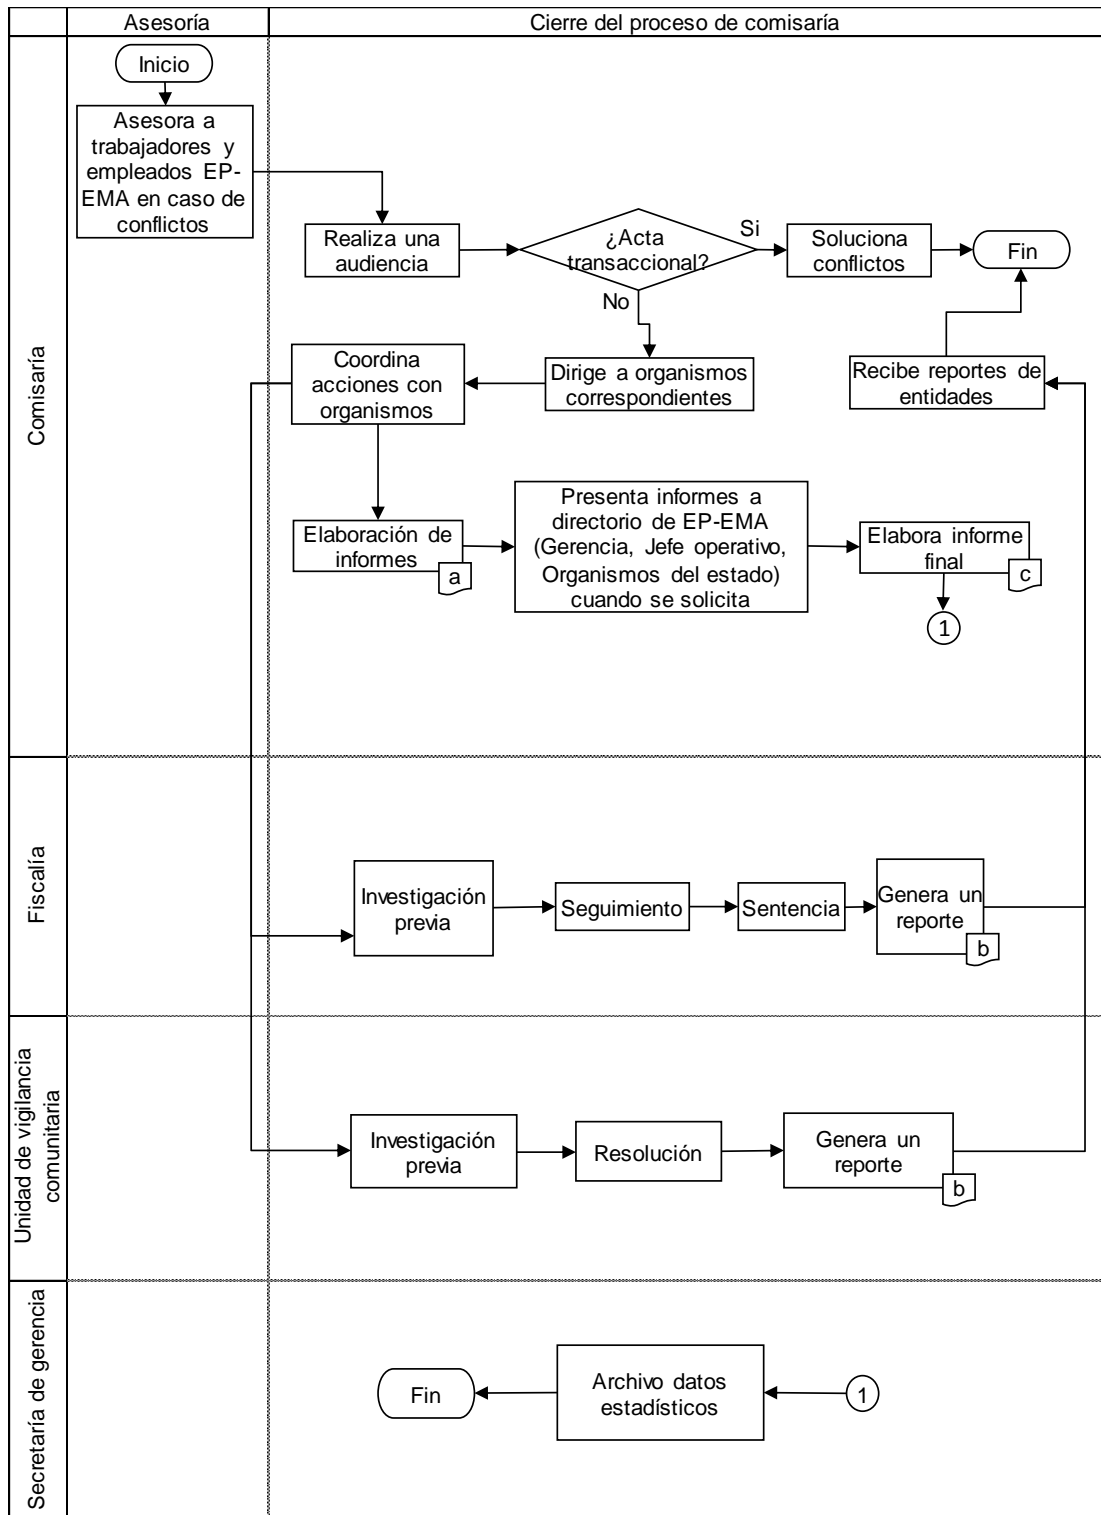 Asesoría
Cierre del proceso de comisaría
Comisaría
Inicio
Asesora a
trabajadores y
empleados EP-
EMA en caso de
conflictos
Realiza una
audiencia
¿Acta
transaccional?
Si
Soluciona
conflictos
Fin
No
Coordina
acciones con
organismos
Dirige a organismos
correspondientes
Recibe reportes de
entidades
Elaboración de
informes
a
Presenta informes a
directorio de EP-EMA
(Gerencia, Jefe operativo,
Organismos del estado)
cuando se solicita
Elabora informe
final
c
1
Fiscalía
Investigación
previa
Seguimiento
Sentencia
Genera un
reporte
b
Unidad de vigilancia
comunitaria
Investigación
previa
Resolución
Genera un
reporte
b
Secretaría de gerencia
Fin
Archivo datos
estadísticos
1